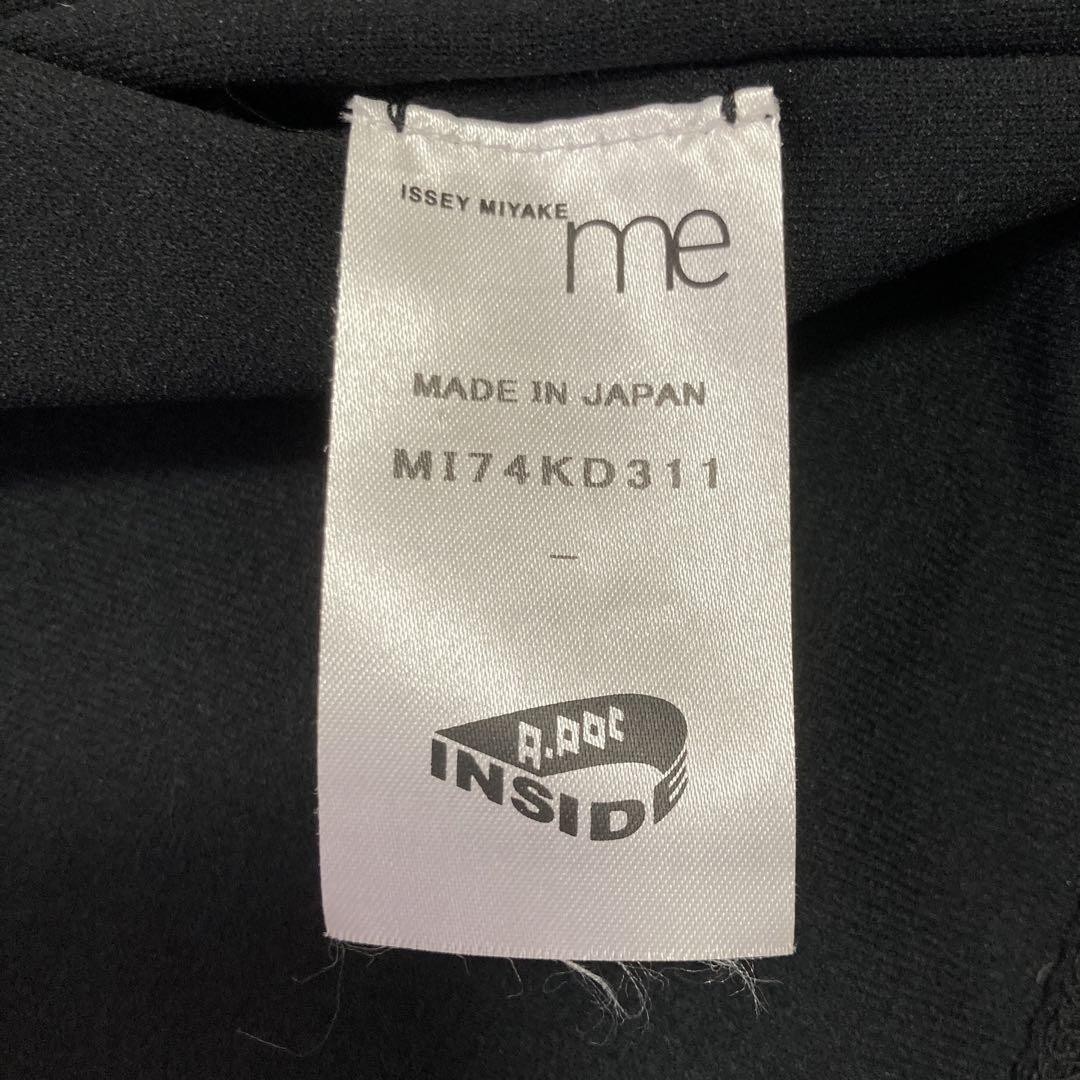 ISSEY MIYAKE
me
MADE IN JAPAN
MI74KD311
–
A.POC
INSIDE